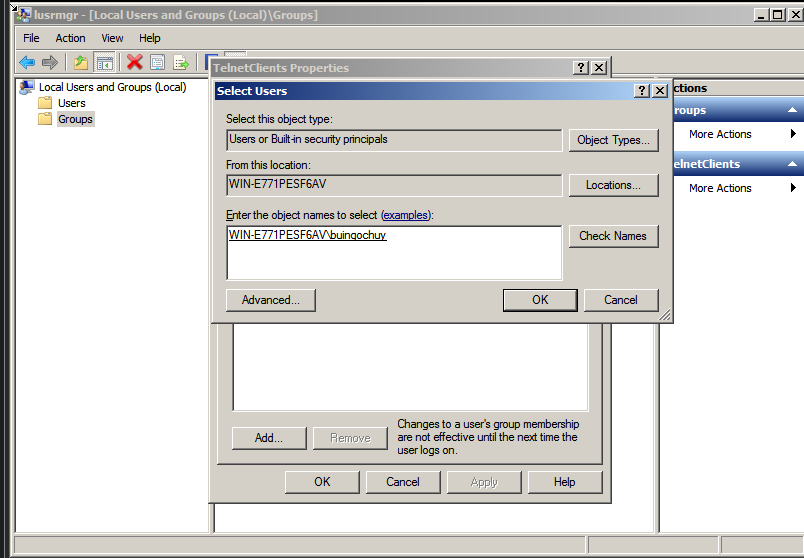 lusrmgr - [Local Users and Groups (Local)\Groups]
File Action View Help
Local Users and Groups (Local)
Users
Groups
TelnetClients Properties
Select Users
Select this object type:
Users or Built-in security principals
Object Types...
From this location:
WIN-E771PESF6AV
Locations...
Enter the object names to select (examples):
WIN-E771PESF6AV\buingochuy
Check Names
Advanced...
OK
Cancel
Add...
Remove
Changes to a user's group membership
are not effective until the next time the
user logs on.
OK
Cancel
Apply
Help
ctions
roups
More Actions
elnetClients
More Actions